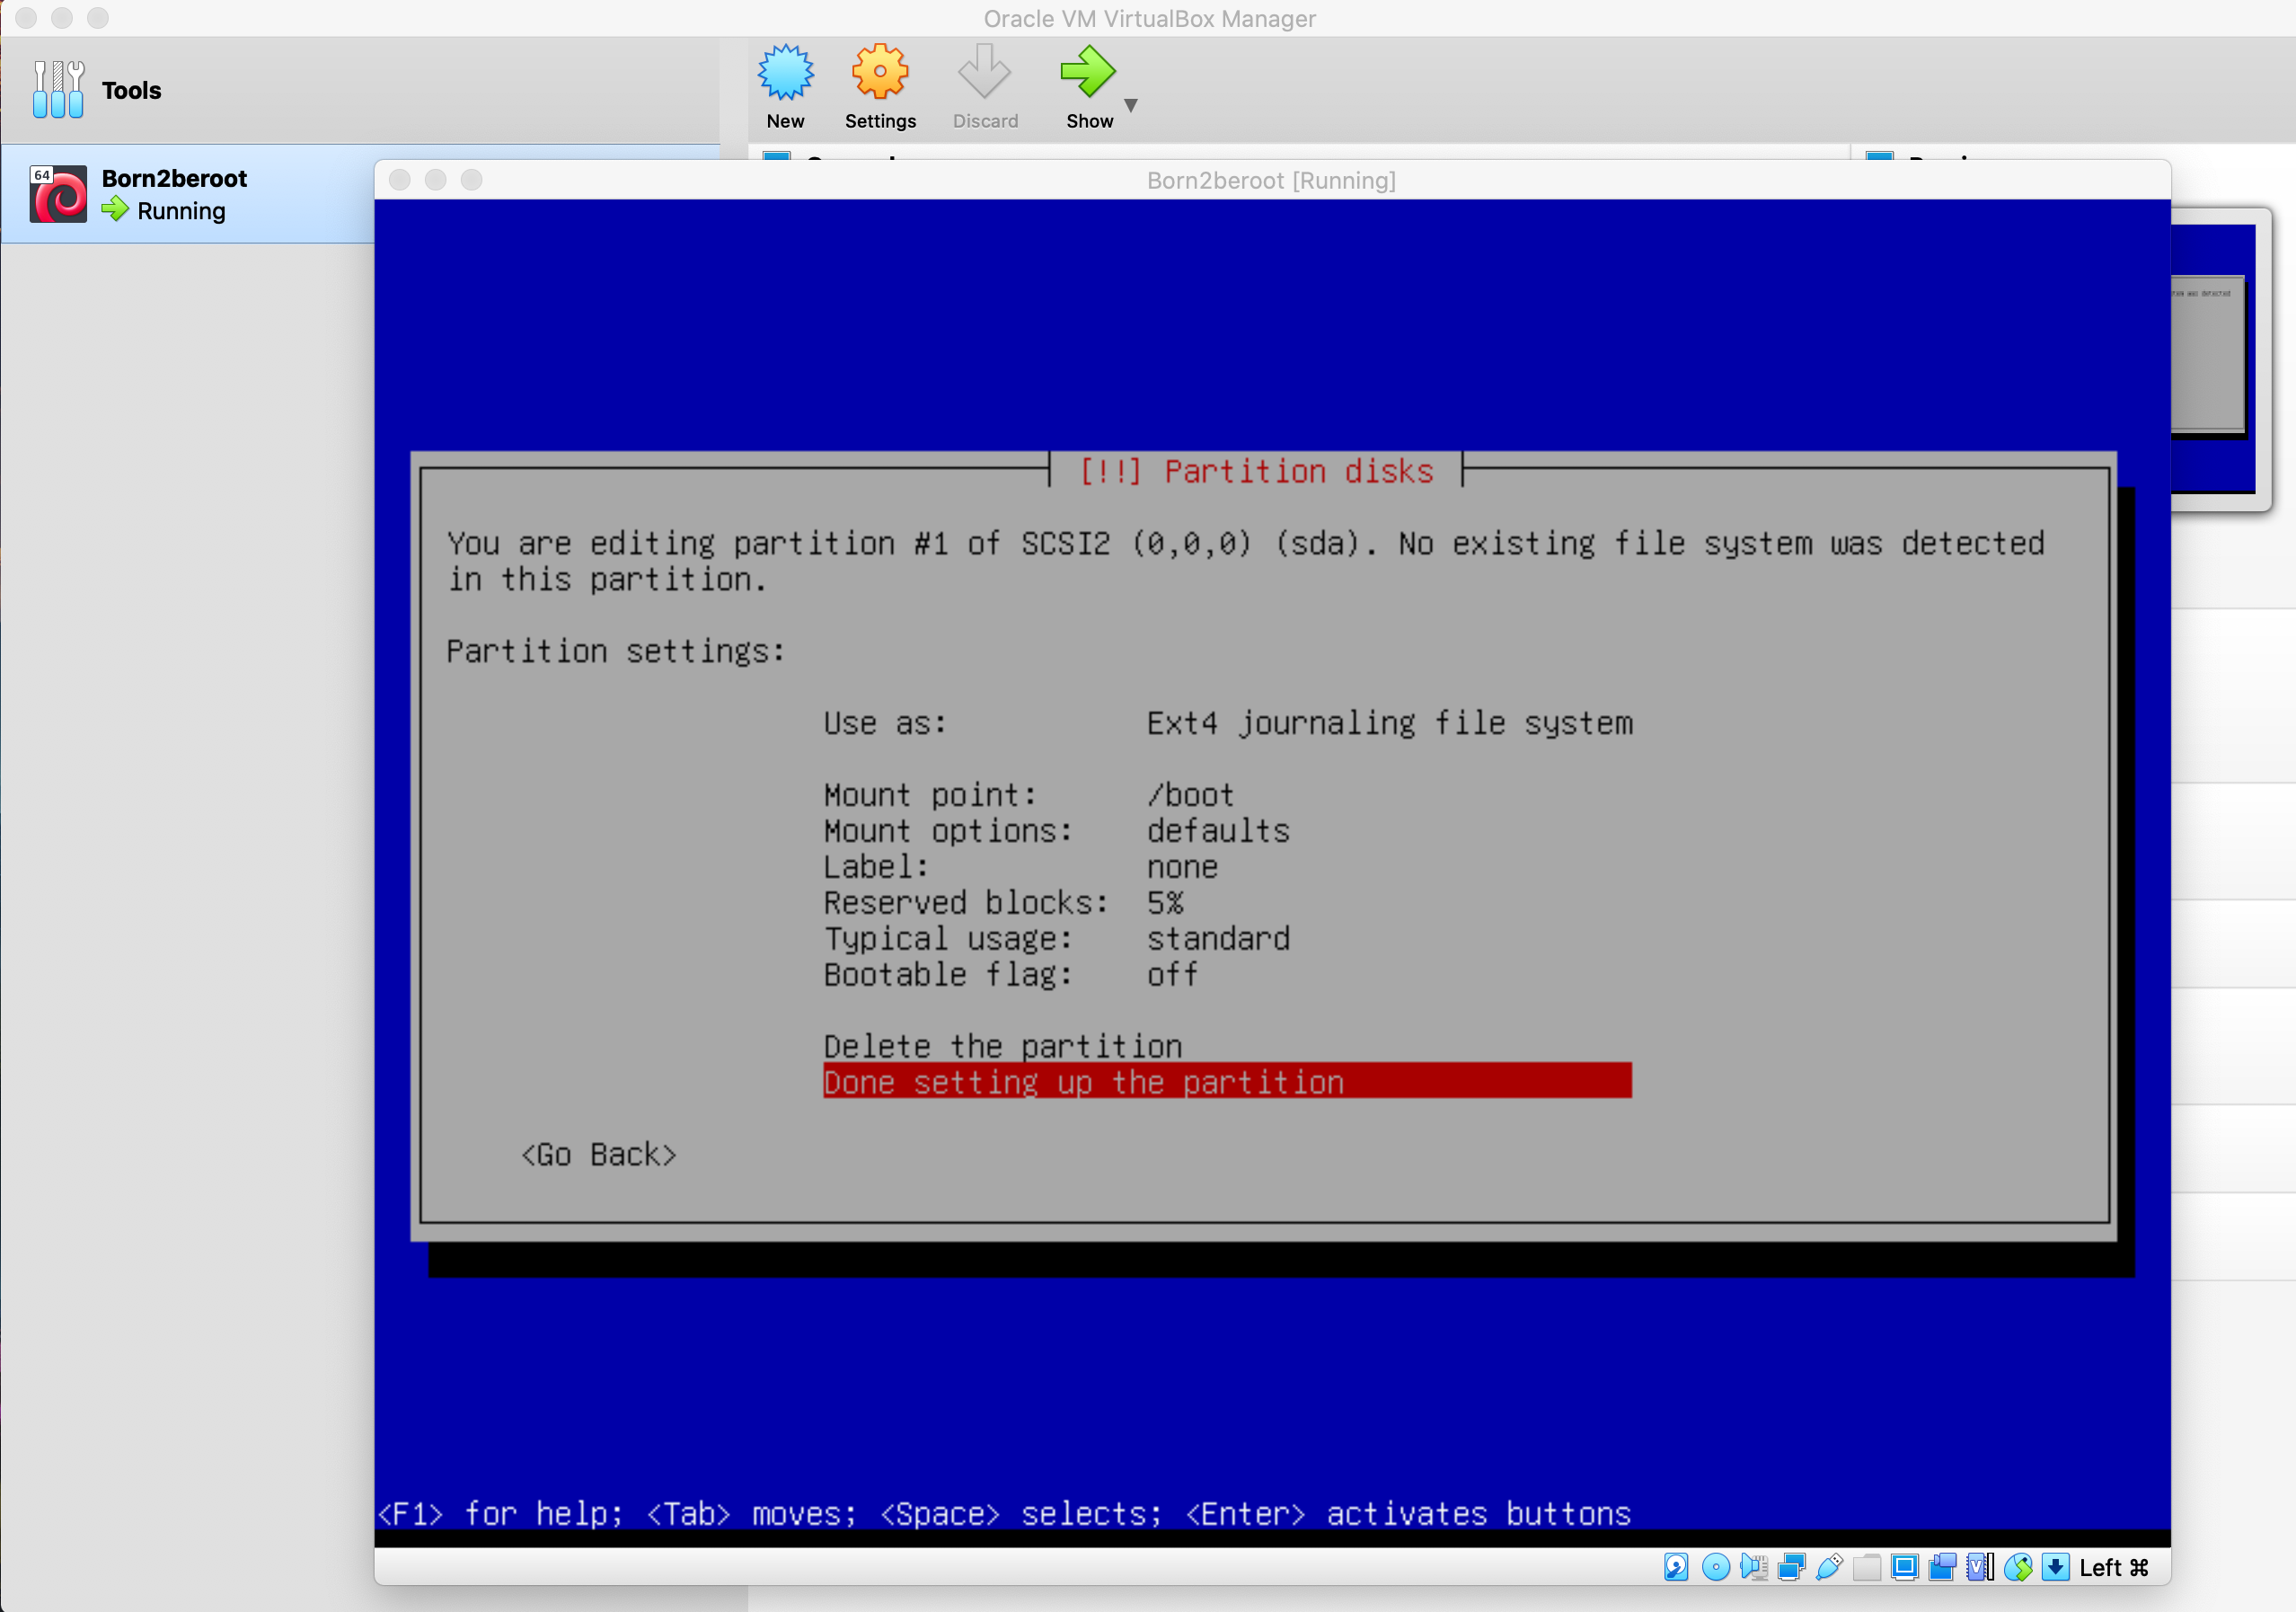 Oracle VM VirtualBox Manager
Tools
New
Settings
Discard
Show
64
Born2beroot
Running
Born2beroot [Running]
[!!] Partition disks
You are editing partition #1 of SCSI2 (0,0,0) (sda). No existing file system was detected
in this partition.
Partition settings:
Use as: Ext4 journaling file system
Mount point: /boot
Mount options: defaults
Label: none
Reserved blocks: 5%
Typical usage: standard
Bootable flag: off
Delete the partition
Done setting up the partition
<Go Back>
<F1> for help; <Tab> moves; <Space> selects; <Enter> activates buttons
Left ⌘